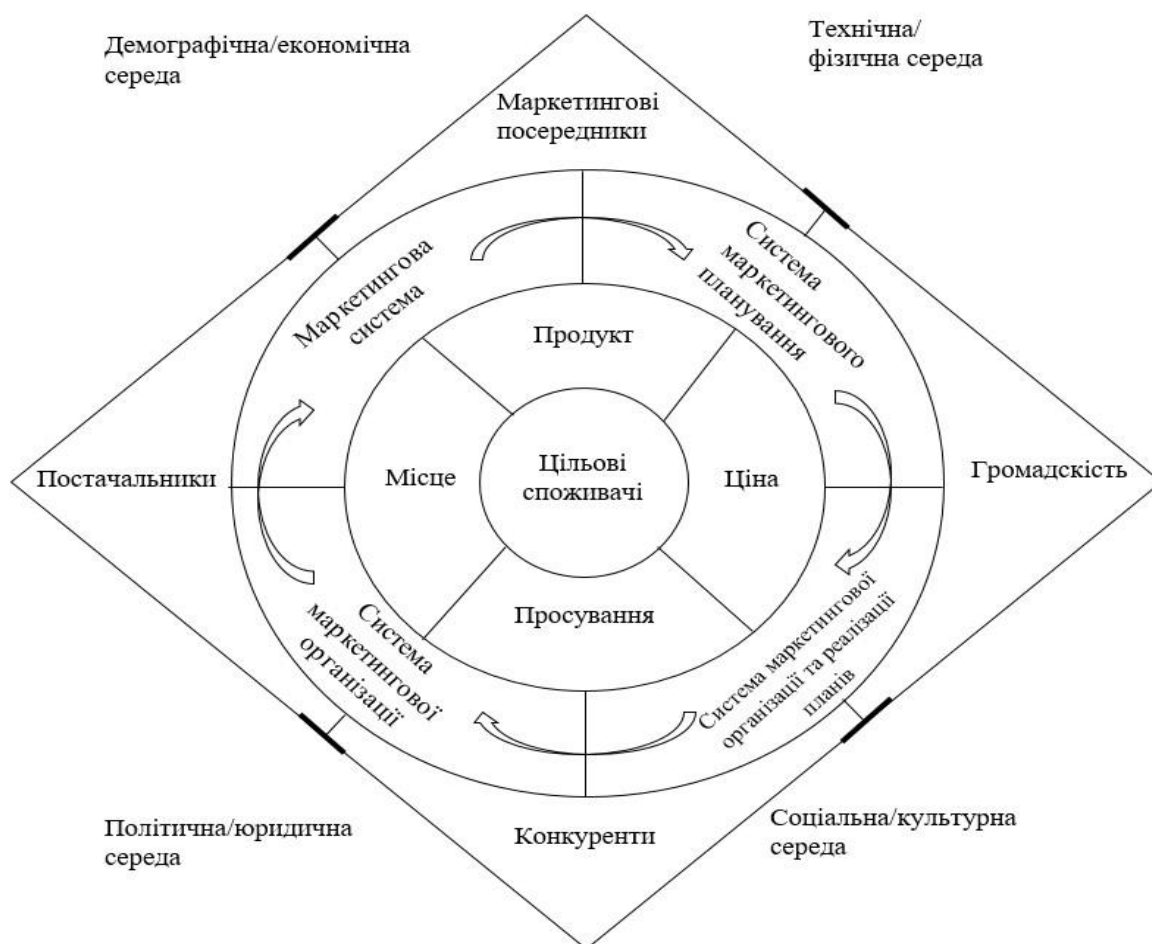 Демографічна/економічна
середа
Технічна/
фізична середа
Маркетингові
посередники
Маркетингова
система
Система
маркетингового
планування
Продукт
Постачальники
Місце
Цільові
споживачі
Ціна
Громадскість
Просування
Система
маркетингової
організації
Система маркетингової
організації та реалізації
планів
Політична/юридична
середа
Конкуренти
Соціальна/культурна
середа